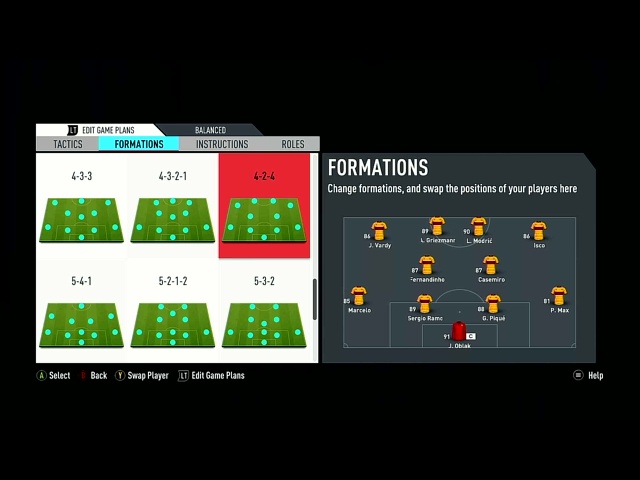 LT EDIT GAME PLANS BALANCED
TACTICS FORMATIONS INSTRUCTIONS ROLES
4-3-3 4-3-2-1 4-2-4
5-4-1 5-2-1-2 5-3-2
FORMATIONS
Change formations, and swap the positions of your players here
86 J. Vardy
89 L. Griezmann
90 L. Modrić
86 Isco
87 Fernandinho
87 Casemiro
85 Marcelo
89 Sergio Ramo
88 G. Piqué
81 P. Max
91 C
J. Oblak
A Select B Back Y Swap Player LT Edit Game Plans Help